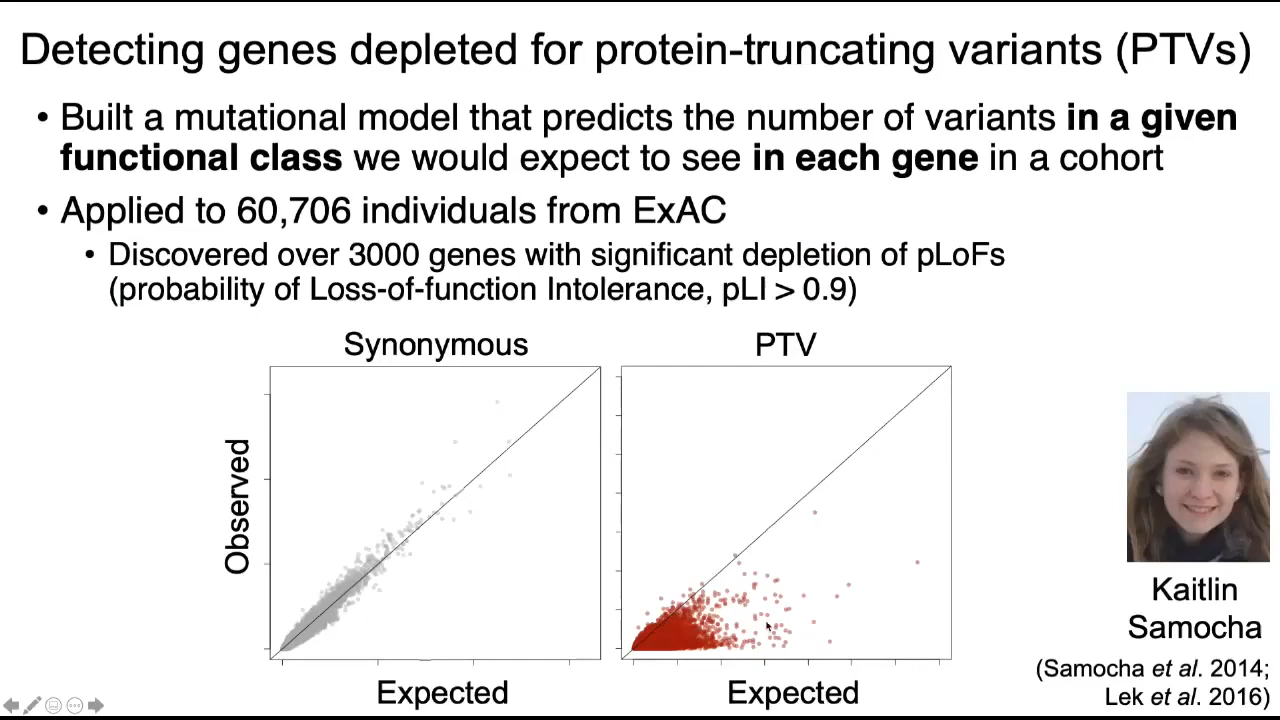 Detecting genes depleted for protein-truncating variants (PTVs)
• Built a mutational model that predicts the number of variants in a given
functional class we would expect to see in each gene in a cohort
• Applied to 60,706 individuals from ExAC
• Discovered over 3000 genes with significant depletion of pLoFs
(probability of Loss-of-function Intolerance, pLI > 0.9)
Synonymous
PTV
Observed
Expected
Expected
Kaitlin
Samocha
(Samocha et al. 2014;
Lek et al. 2016)